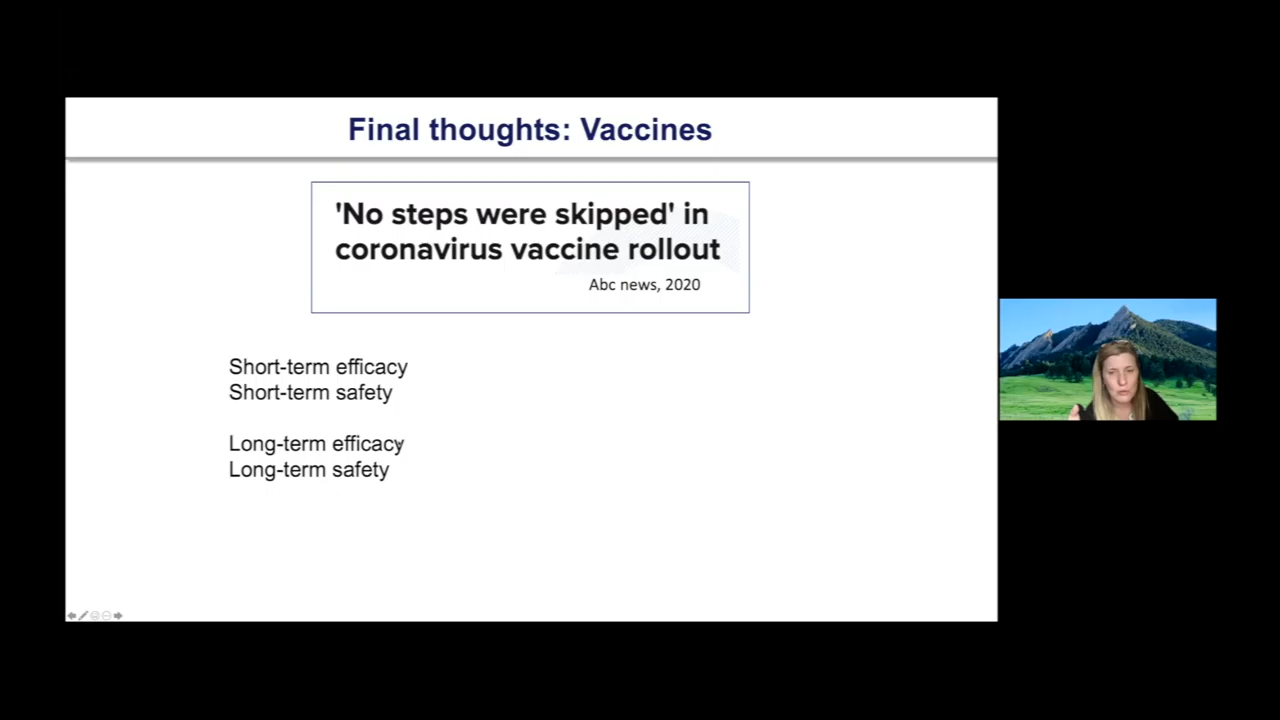 Final thoughts: Vaccines
'No steps were skipped' in
coronavirus vaccine rollout
Abc news, 2020
Short-term efficacy
Short-term safety
Long-term efficacy
Long-term safety